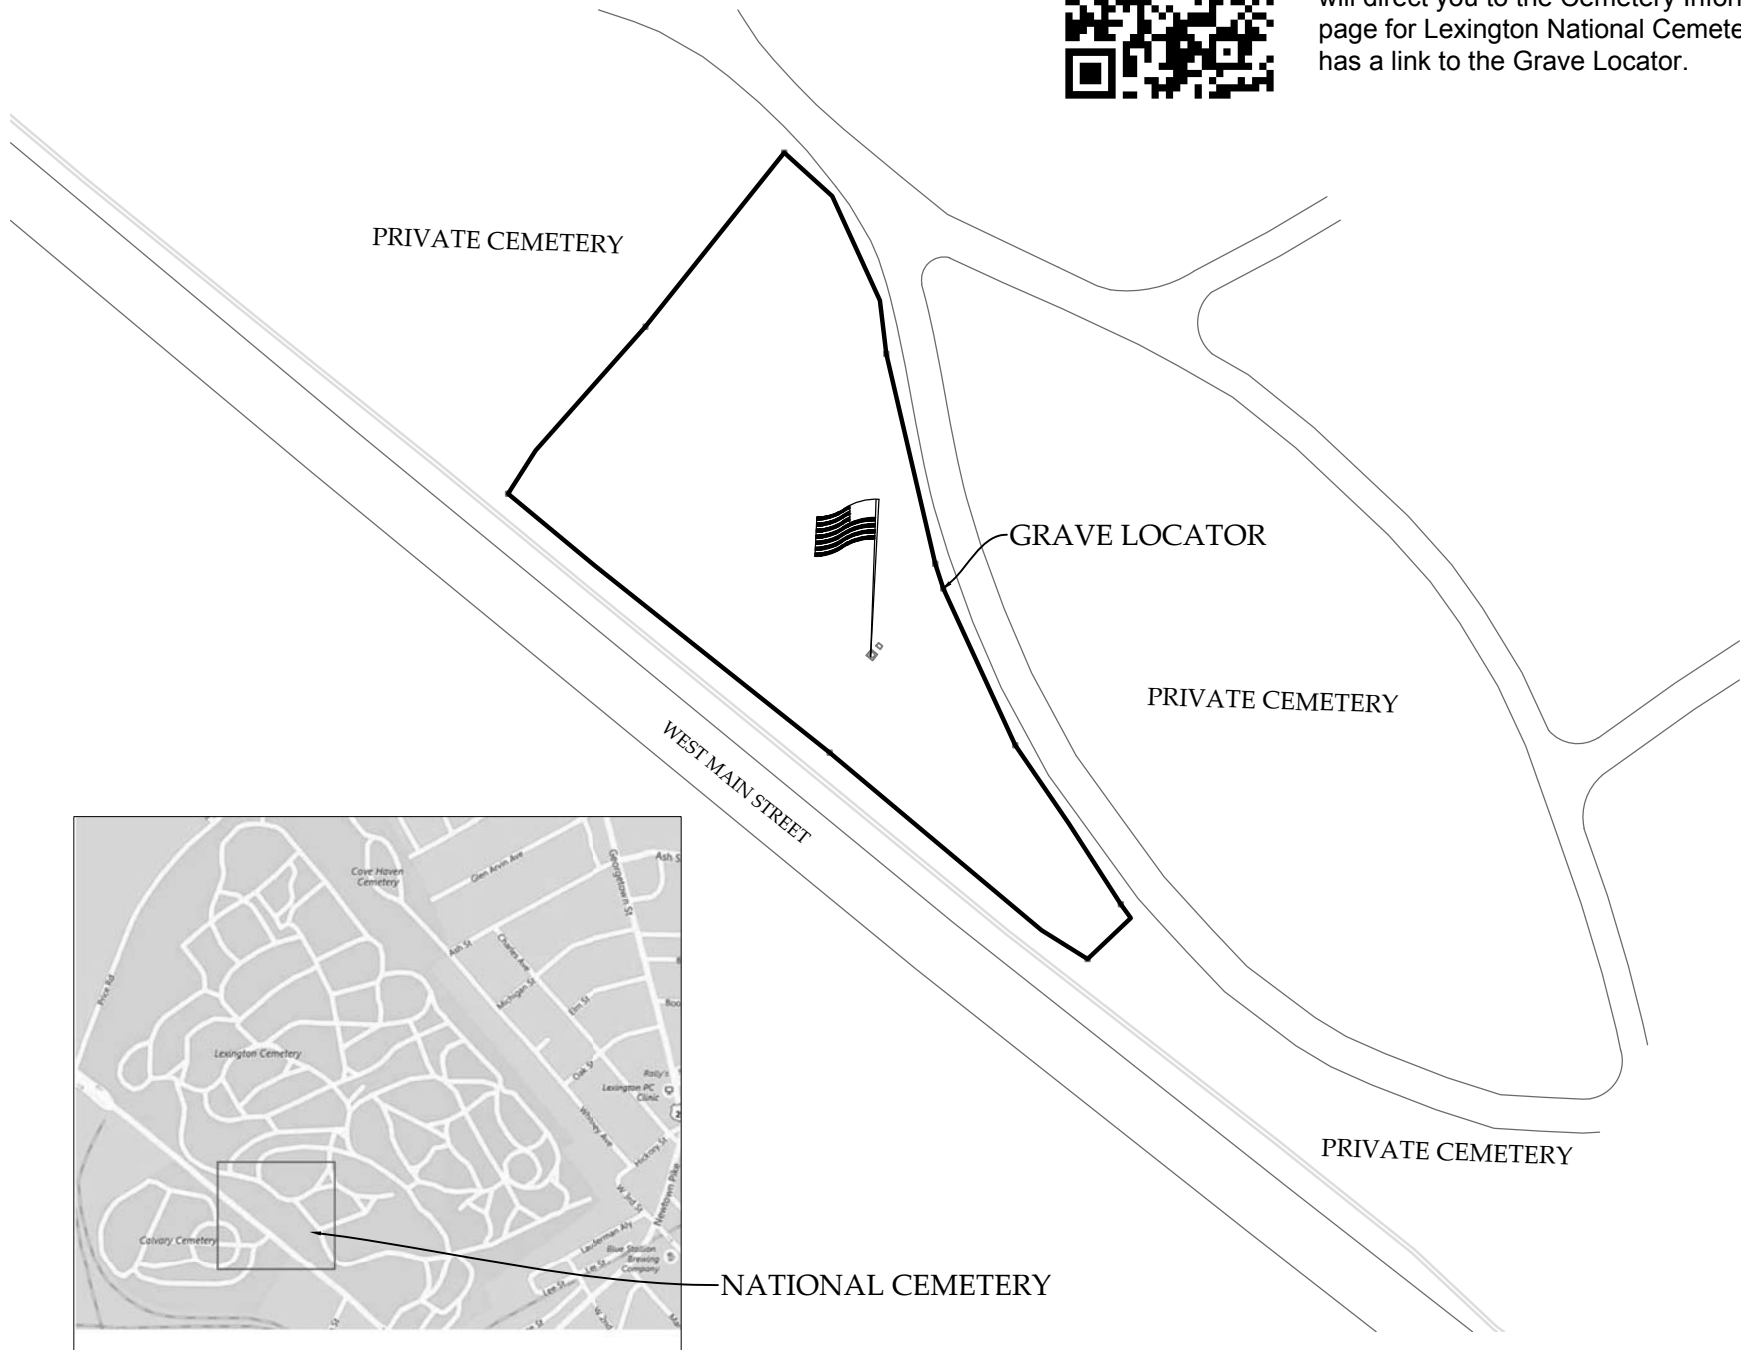 will direct you to the Cemetery
page for Lexington National
has a link to the Grave Locator.
PRIVATE CEMETERY
GRAVE LOCATOR
PRIVATE CEMETERY
WEST MAIN STREET
PRIVATE CEMETERY
NATIONAL CEMETERY
Cove Haven
Cemetery
Glen Arvin Ave
Georgetown St
Ash S
Ash St
Charles Ave
Michigan St
Elm St
Boo
Price Rd
Lexington Cemetery
Oak St
Rally's
Lexington PC
Clinic
Whitney Ave
Hickory St
W 3rd St
Newtown Pike
Calvary Cemetery
Lauderman Aly
Blue Stallion
Brewing
Company
Lee St
W 2nd
St